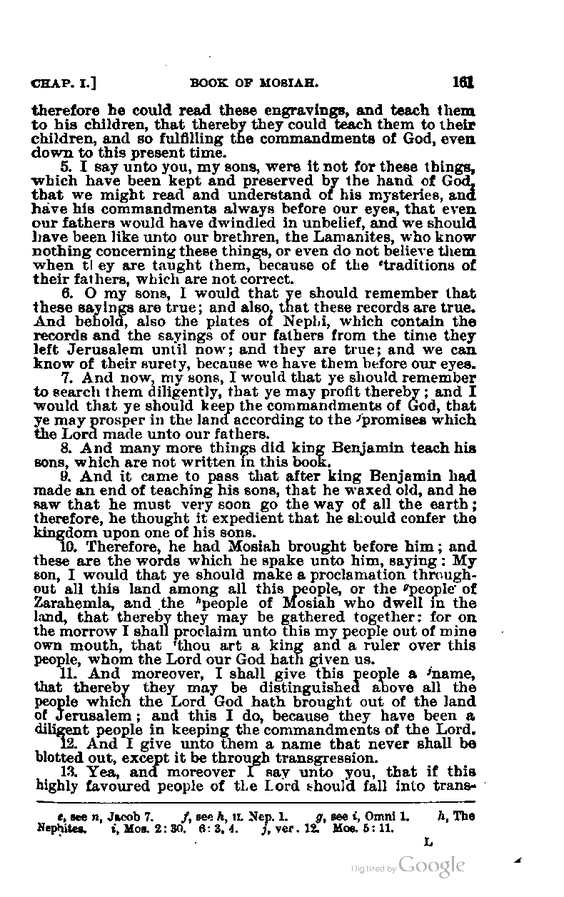 CHAP. I.] BOOK OF MOSIAH. 161
therefore he could read these engravings, and teach them
to his children, that thereby they could teach them to their
children, and so fulfilling the commandments of God, even
down to this present time.
5. I say unto you, my sons, were it not for these things,
which have been kept and preserved by the hand of God,
that we might read and understand of his mysteries, and
have his commandments always before our eyes, that even
our fathers would have dwindled in unbelief, and we should
have been like unto our brethren, the Lamanites, who know
nothing concerning these things, or even do not believe them
when tl ey are taught them, because of the ᵉtraditions of
their fathers, which are not correct.
6. O my sons, I would that ye should remember that
these sayings are true; and also, that these records are true.
And behold, also the plates of Nephi, which contain the
records and the sayings of our fathers from the time they
left Jerusalem until now; and they are true; and we can
know of their surety, because we have them before our eyes.
7. And now, my sons, I would that ye should remember
to search them diligently, that ye may profit thereby; and I
would that ye should keep the commandments of God, that
ye may prosper in the land according to the ᶠpromises which
the Lord made unto our fathers.
8. And many more things did king Benjamin teach his
sons, which are not written in this book.
9. And it came to pass that after king Benjamin had
made an end of teaching his sons, that he waxed old, and he
saw that he must very soon go the way of all the earth;
therefore, he thought it expedient that he should confer the
kingdom upon one of his sons.
10. Therefore, he had Mosiah brought before him; and
these are the words which he spake unto him, saying: My
son, I would that ye should make a proclamation through-
out all this land among all this people, or the ᵍpeople of
Zarahemla, and the ʰpeople of Mosiah who dwell in the
land, that thereby they may be gathered together: for on
the morrow I shall proclaim unto this my people out of mine
own mouth, that ⁱthou art a king and a ruler over this
people, whom the Lord our God hath given us.
11. And moreover, I shall give this people a ʲname,
that thereby they may be distinguished above all the
people which the Lord God hath brought out of the land
of Jerusalem; and this I do, because they have been a
diligent people in keeping the commandments of the Lord.
12. And I give unto them a name that never shall be
blotted out, except it be through transgression.
13. Yea, and moreover I say unto you, that if this
highly favoured people of the Lord should fall into trans-
e, see n, Jacob 7. f, see h, II. Nep. 1. g, see i, Omni 1. h, The
Nephites. i, Mos. 2: 30. 6: 3, 4. j, ver. 12. Mos. 5: 11.
L
Digitized by Google